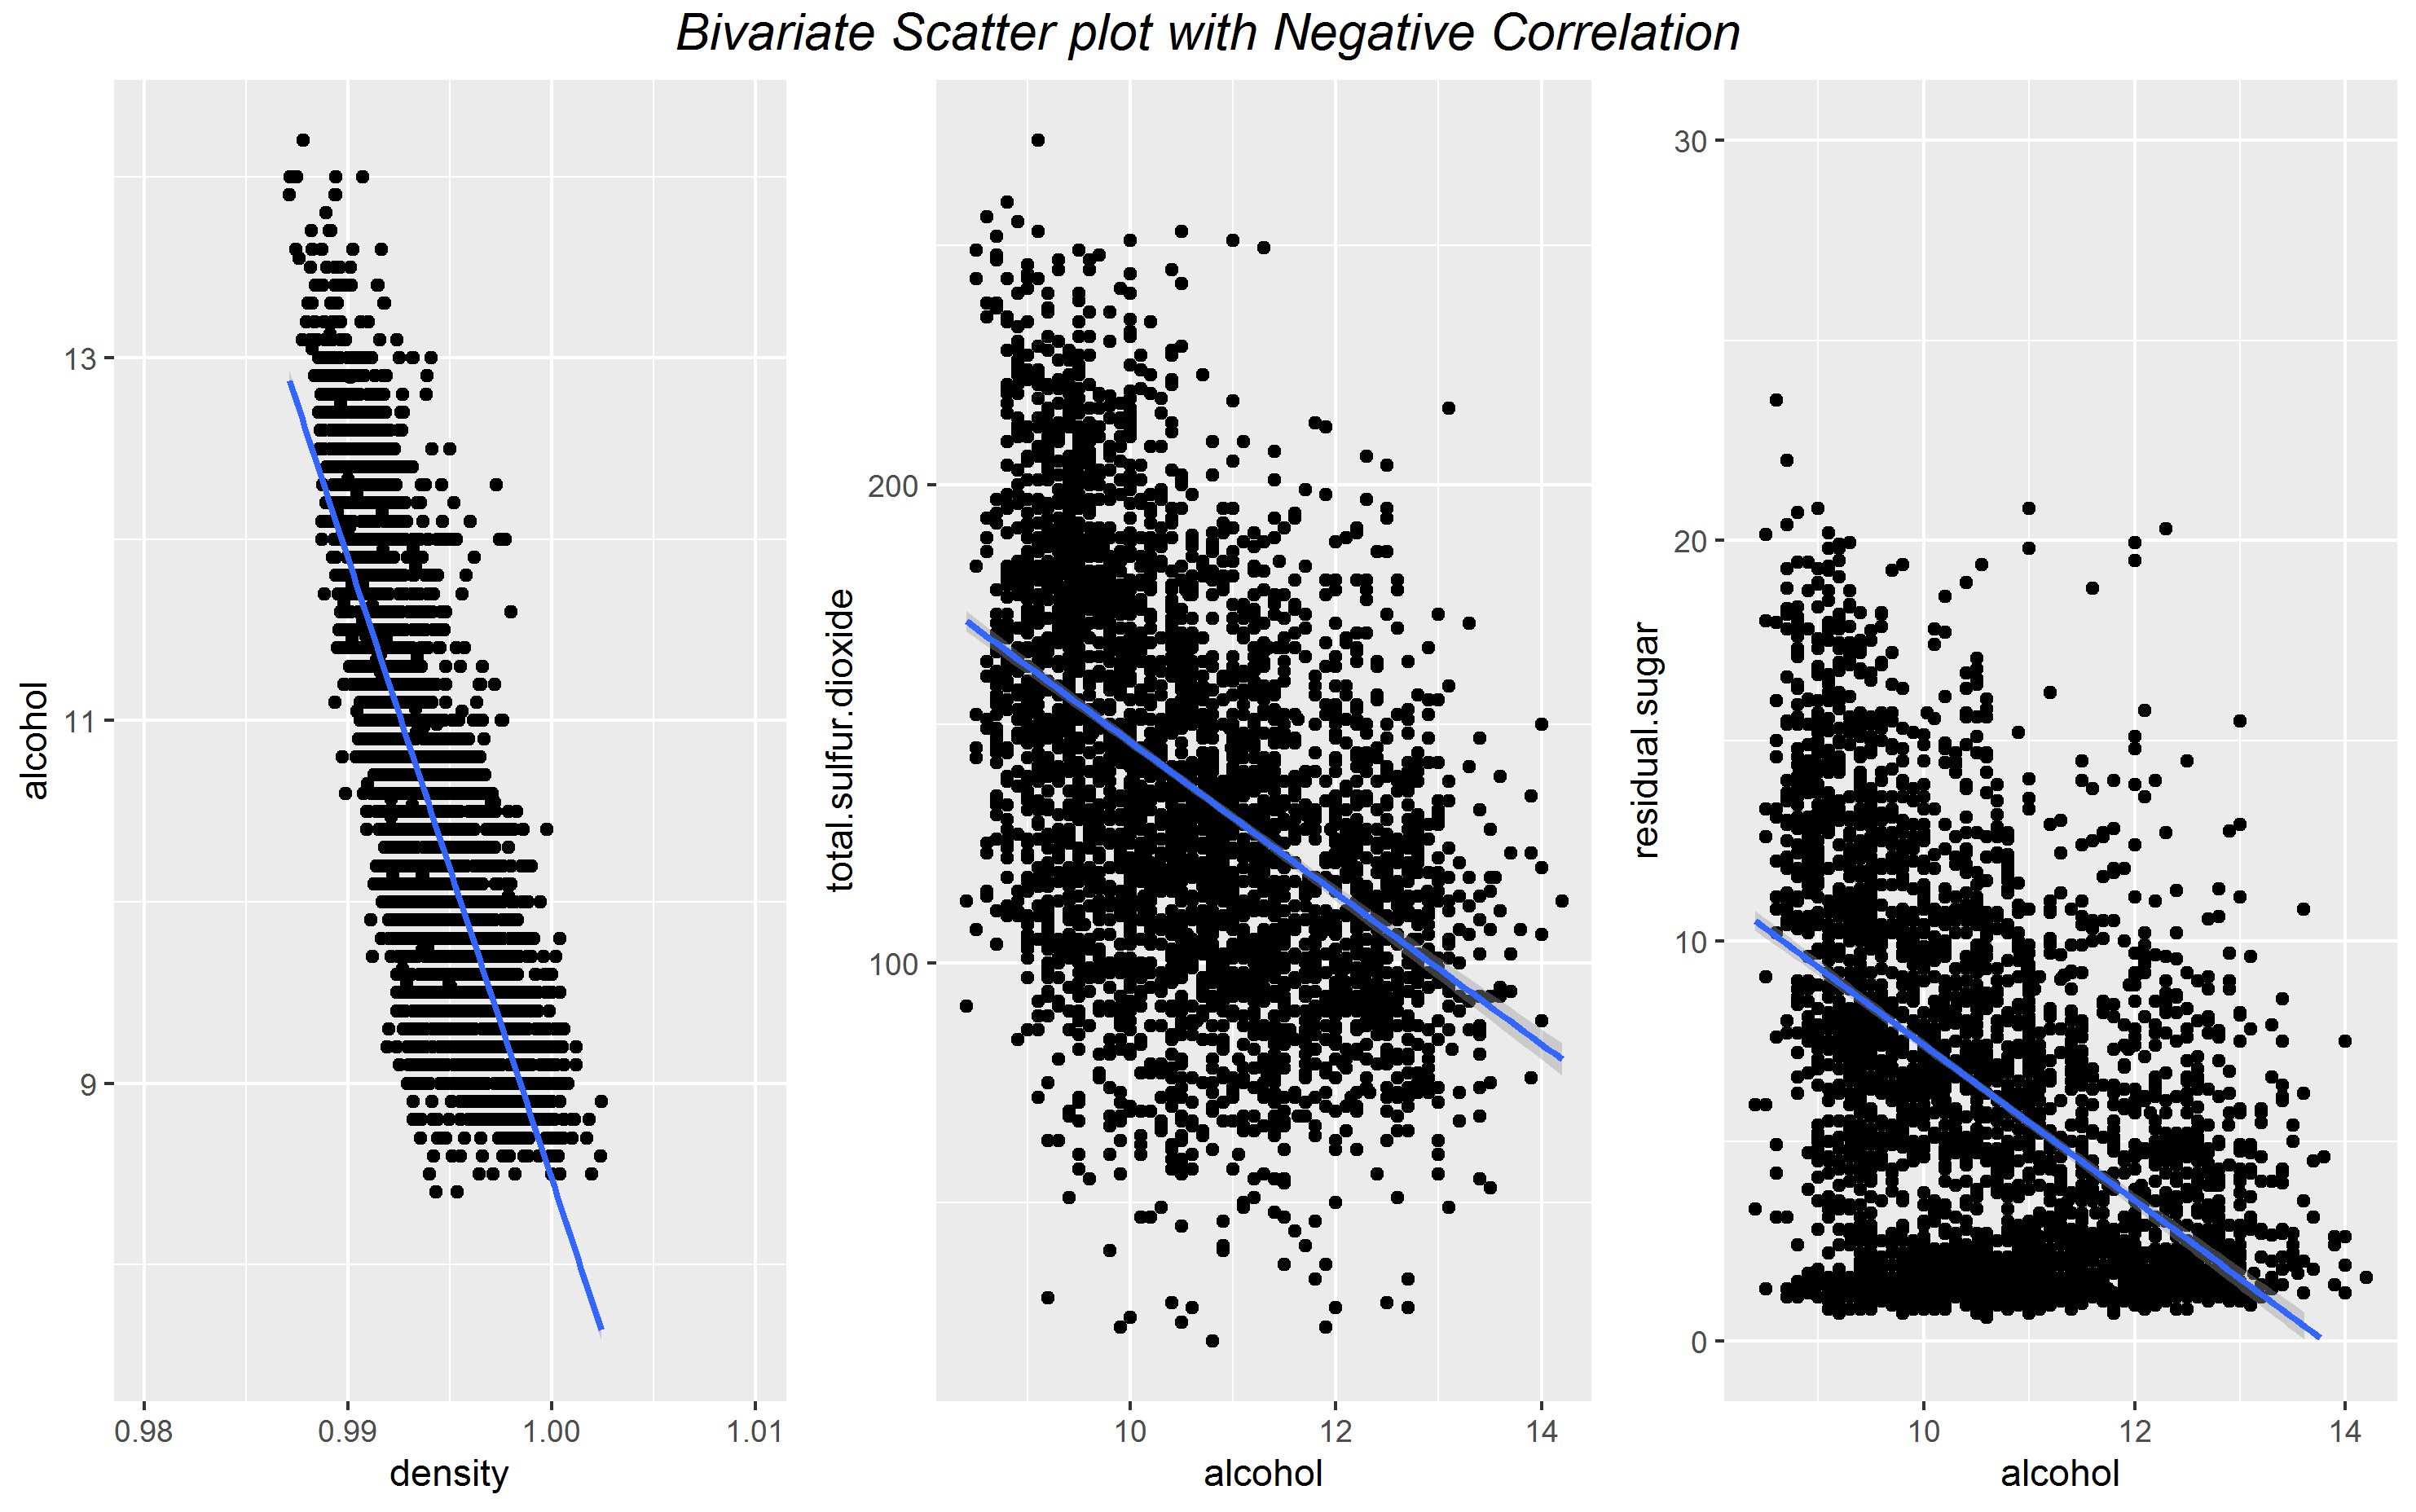 Bivariate Scatter plot with Negative Correlation
alcohol
13
11
9
0.98 0.99 1.00 1.01
density
total.sulfur.dioxide
200
100
10 12 14
alcohol
residual.sugar
30
20
10
0
10 12 14
alcohol